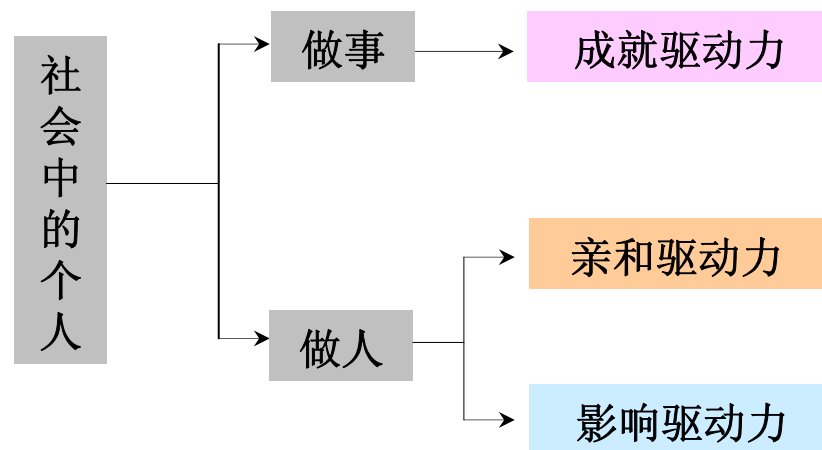 社会中的个人
做事
成就驱动力
做人
亲和驱动力
影响驱动力